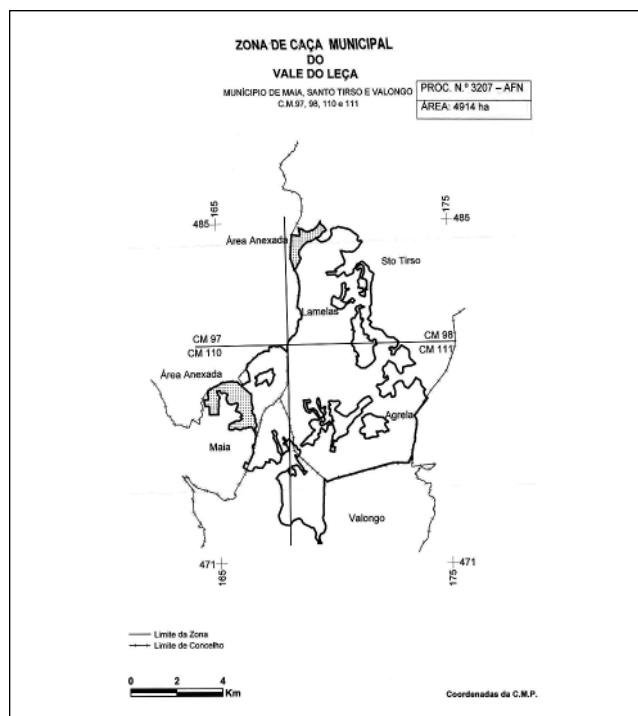 ZONA DE CAÇA MUNICIPAL
DO
VALE DO LEÇA
MUNÍCIPIO DE MAIA, SANTO TIRSO E VALONGO
C.M.97, 98, 110 e 111
PROC. N.º 3207 – AFN
ÁREA: 4914 ha
165
175
485
485
Área Anexada
Sto Tirso
Lamelas
CM 97
CM 98
CM 110
CM 111
Área Anexada
Agrela
Maia
Valongo
471
471
165
175
Limite da Zona
Limite de Concelho
0 2 4
Km
Coordenadas da C.M.P.